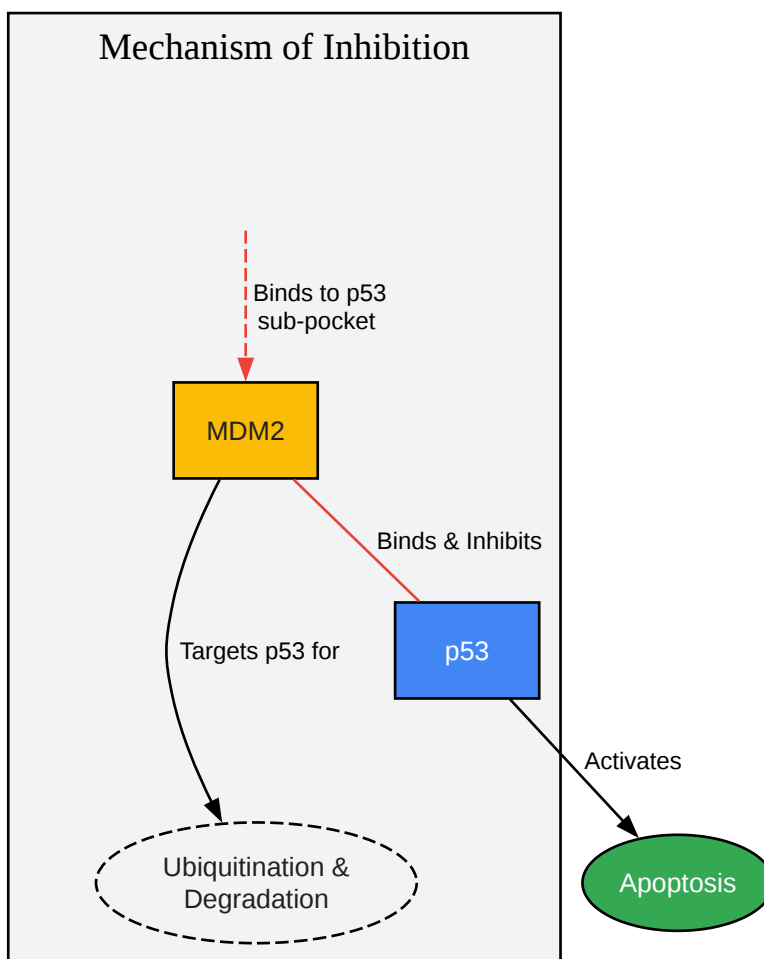 Mechanism of Inhibition
Binds to p53
sub-pocket
MDM2
Binds & Inhibits
Targets p53 for
p53
Activates
Ubiquitination &
Degradation
Apoptosis